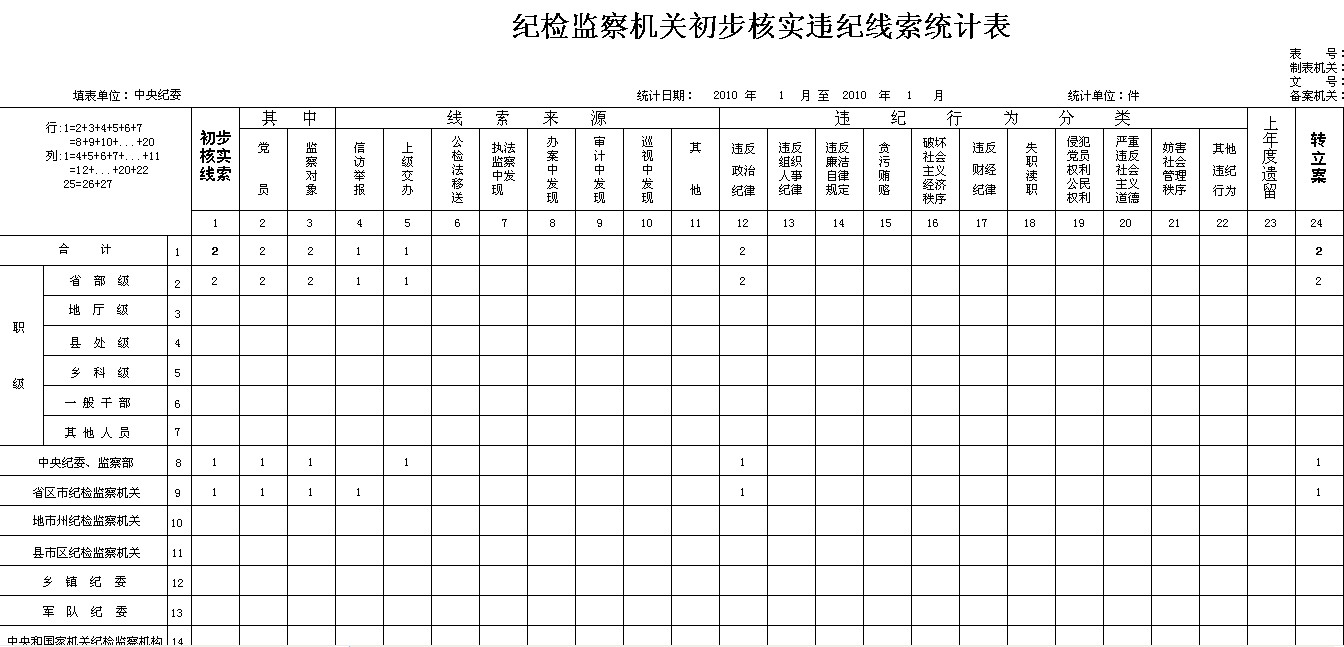 纪检监察机关初步核实违纪线索统计表
表 号：
制表机关：
文 号：
备案机关：
填表单位：中央纪委 统计日期： 2010 年 1 月 至 2010 年 1 月 统计单位：件
行：1=2+3+4+5+6+7
=8+9+10+...+20
列：1=4+5+6+7+...+11
=12+...+20+22
25=26+27
初步核实线索
其 中
线 索 来 源
违 纪 行 为 分 类
上年度遗留
转立案
党员
监察对象
信访举报
上级交办
公检法移送
执法监察中发现
办案中发现
审计中发现
巡视中发现
其他
违反政治纪律
违反组织人事纪律
违反廉洁自律规定
贪污贿赂
破坏社会主义经济秩序
违反财经纪律
失职渎职
侵犯党员权利公民权利
严重违反社会主义道德
妨害社会管理秩序
其他违纪行为
1 2 3 4 5 6 7 8 9 10 11 12 13 14 15 16 17 18 19 20 21 22 23 24
合 计 1 2 2 2 1 1 2 2
职级
省 部 级 2 2 2 2 1 1 2 2
地 厅 级 3
县 处 级 4
乡 科 级 5
一 般 干 部 6
其 他 人 员 7
中央纪委、监察部 8 1 1 1 1 1 1
省区市纪检监察机关 9 1 1 1 1 1 1
地市州纪检监察机关 10
县市区纪检监察机关 11
乡 镇 纪 委 12
军 队 纪 委 13
中央和国家机关纪检监察机构 14